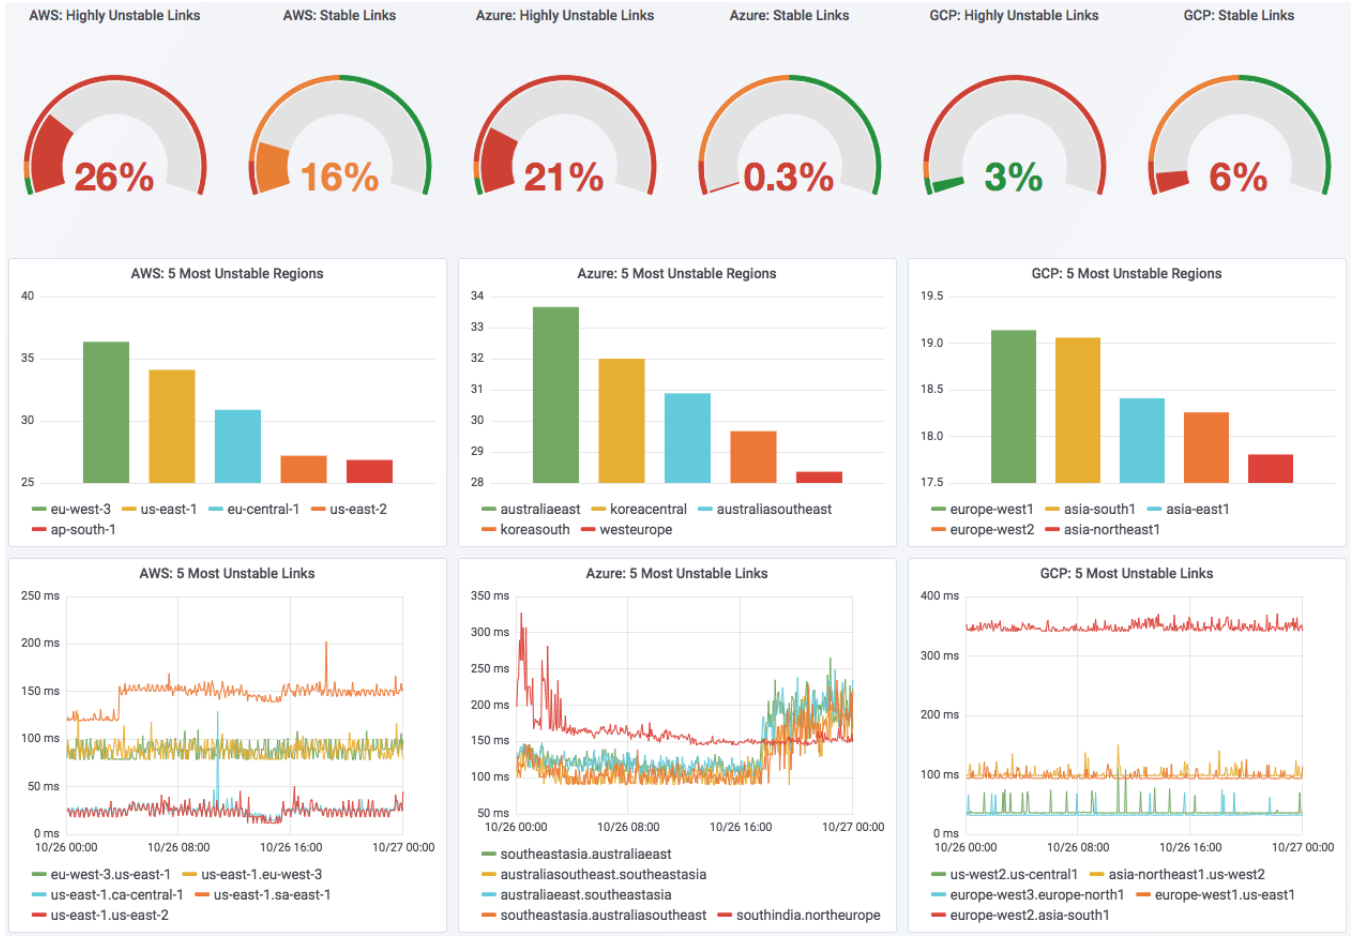 AWS: Highly Unstable Links
AWS: Stable Links
Azure: Highly Unstable Links
Azure: Stable Links
GCP: Highly Unstable Links
GCP: Stable Links
26%
16%
21%
0.3%
3%
6%
AWS: 5 Most Unstable Regions
40
35
30
25
eu-west-3 us-east-1 eu-central-1 us-east-2
ap-south-1
Azure: 5 Most Unstable Regions
34
33
32
31
30
29
28
australiaeast koreacentral australiasoutheast
koreasouth westeurope
GCP: 5 Most Unstable Regions
19.5
19.0
18.5
18.0
17.5
europe-west1 asia-south1 asia-east1
europe-west2 asia-northeast1
AWS: 5 Most Unstable Links
250 ms
200 ms
150 ms
100 ms
50 ms
0 ms
10/26 00:00 10/26 08:00 10/26 16:00 10/27 00:00
eu-west-3.us-east-1 us-east-1.eu-west-3
us-east-1.ca-central-1 us-east-1.sa-east-1
us-east-1.us-east-2
Azure: 5 Most Unstable Links
350 ms
300 ms
250 ms
200 ms
150 ms
100 ms
50 ms
10/26 00:00 10/26 08:00 10/26 16:00 10/27 00:00
southeastasia.australiaeast
australiasoutheast.southeastasia
australiaeast.southeastasia
southeastasia.australiasoutheast southindia.northeurope
GCP: 5 Most Unstable Links
400 ms
300 ms
200 ms
100 ms
0 ms
10/26 00:00 10/26 08:00 10/26 16:00 10/27 00:00
us-west2.us-central1 asia-northeast1.us-west2
europe-west3.europe-north1 europe-west1.us-east1
europe-west2.asia-south1